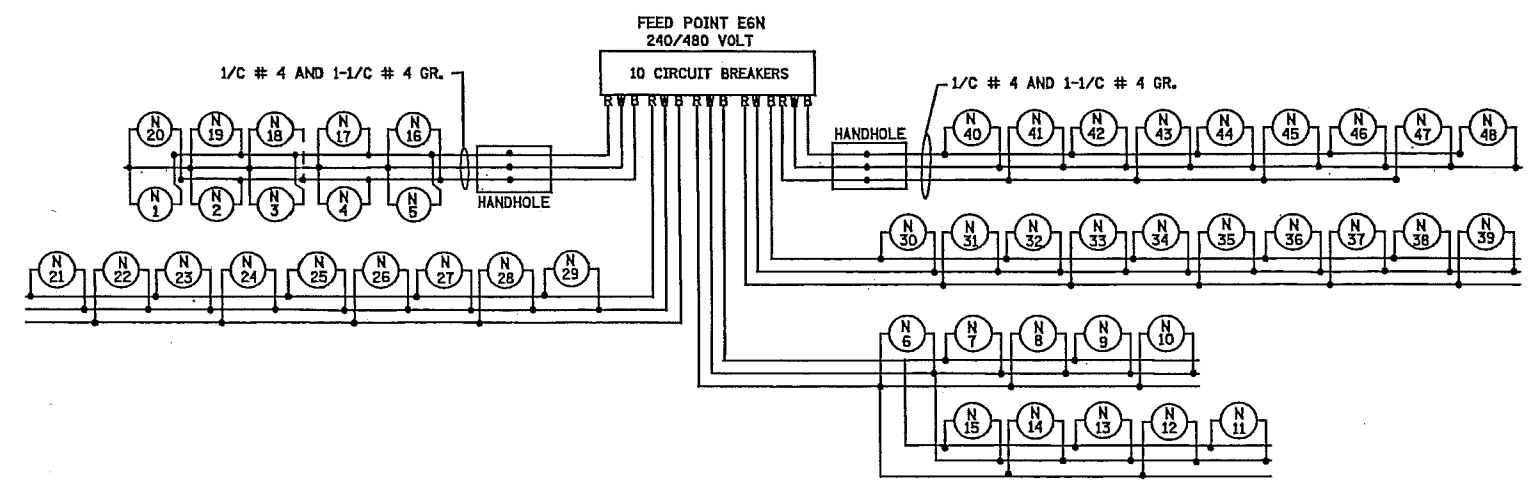 FEED POINT E6N
240/480 VOLT
10 CIRCUIT BREAKERS
R W B R W B R W B R W B R W B
1/C # 4 AND 1-1/C # 4 GR.
1/C # 4 AND 1-1/C # 4 GR.
N 20 N 19 N 18 N 17 N 16
HANDHOLE
N 1 N 2 N 3 N 4 N 5
HANDHOLE
N 40 N 41 N 42 N 43 N 44 N 45 N 46 N 47 N 48
N 30 N 31 N 32 N 33 N 34 N 35 N 36 N 37 N 38 N 39
N 21 N 22 N 23 N 24 N 25 N 26 N 27 N 28 N 29
N 6 N 7 N 8 N 9 N 10
N 15 N 14 N 13 N 12 N 11